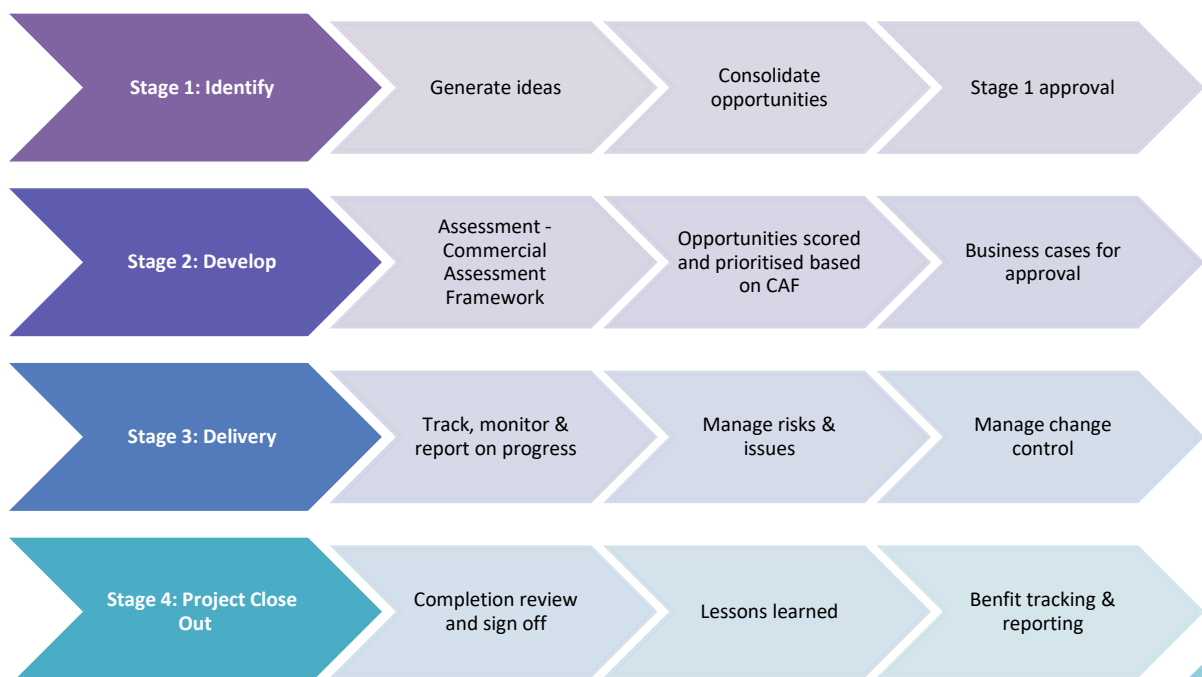 Stage 1: Identify
Generate ideas
Consolidate
opportunities
Stage 1 approval
Stage 2: Develop
Assessment -
Commercial
Assessment
Framework
Opportunities scored
and prioritised based
on CAF
Business cases for
approval
Stage 3: Delivery
Track, monitor &
report on progress
Manage risks &
issues
Manage change
control
Stage 4: Project Close
Out
Completion review
and sign off
Lessons learned
Benfit tracking &
reporting